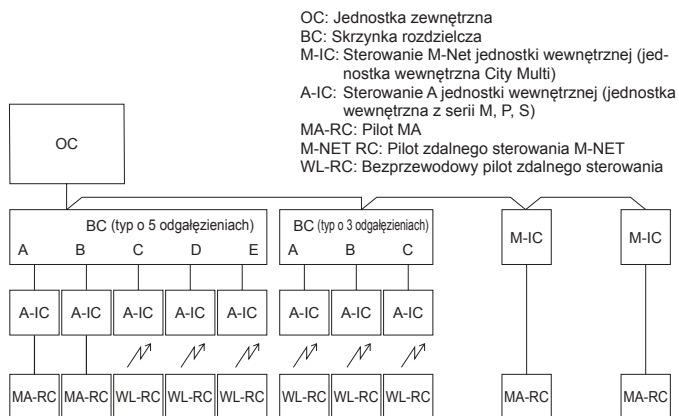 OC: Jednostka zewnętrzna
BC: Skrzynka rozdzielcza
M-IC: Sterowanie M-Net jednostki wewnętrznej (jed-
nostka wewnętrzna City Multi)
A-IC: Sterowanie A jednostki wewnętrznej (jednostka
wewnętrzna z serii M, P, S)
MA-RC: Pilot MA
M-NET RC: Pilot zdalnego sterowania M-NET
WL-RC: Bezprzewodowy pilot zdalnego sterowania
OC
BC (typ o 5 odgałęzieniach)
A B C D E
BC (typ o 3 odgałęzieniach)
A B C
M-IC M-IC
A-IC A-IC A-IC A-IC A-IC A-IC A-IC A-IC
MA-RC MA-RC WL-RC WL-RC WL-RC WL-RC WL-RC WL-RC MA-RC MA-RC